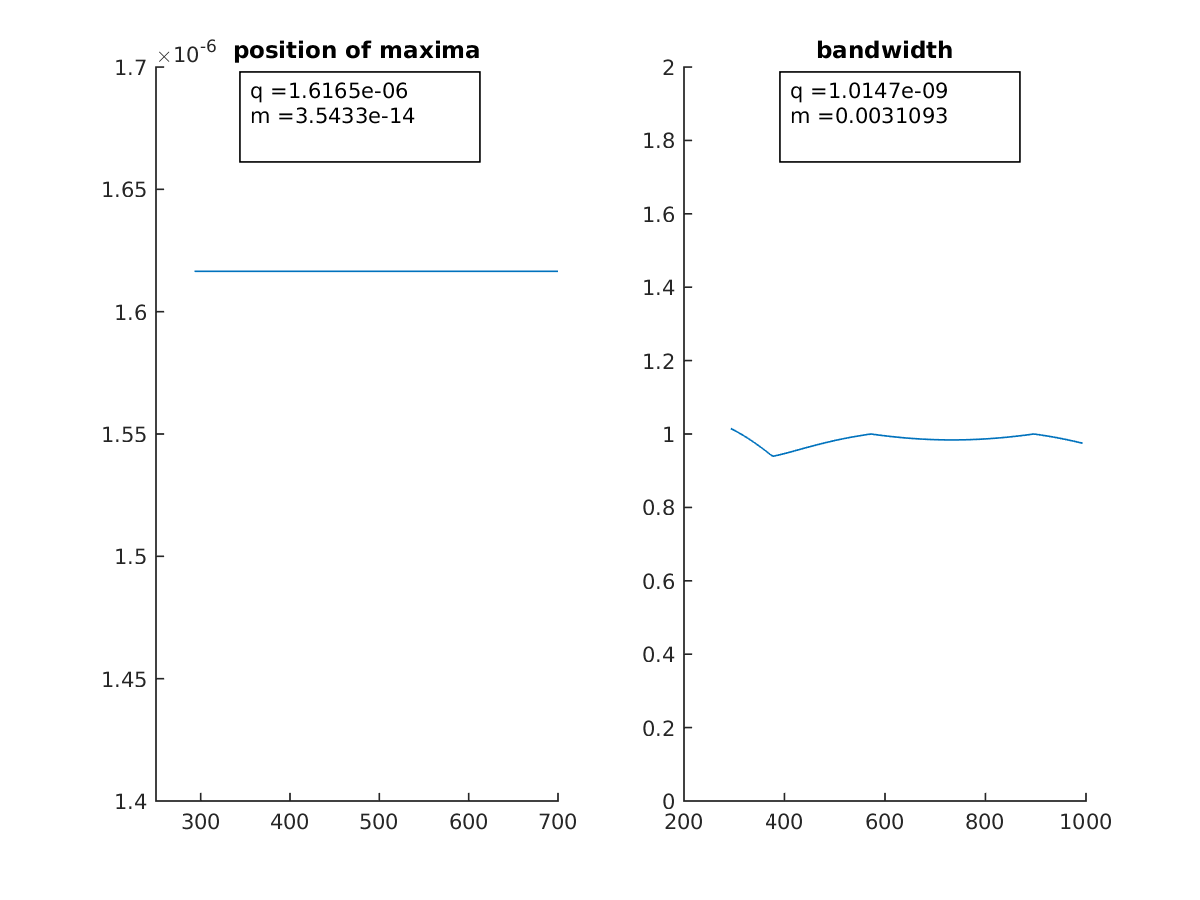 ×10-6
position of maxima
q =1.6165e-06
m =3.5433e-14
1.7
1.65
1.6
1.55
1.5
1.45
1.4
300 400 500 600 700
bandwidth
q =1.0147e-09
m =0.0031093
2
1.8
1.6
1.4
1.2
1
0.8
0.6
0.4
0.2
0
200 400 600 800 1000